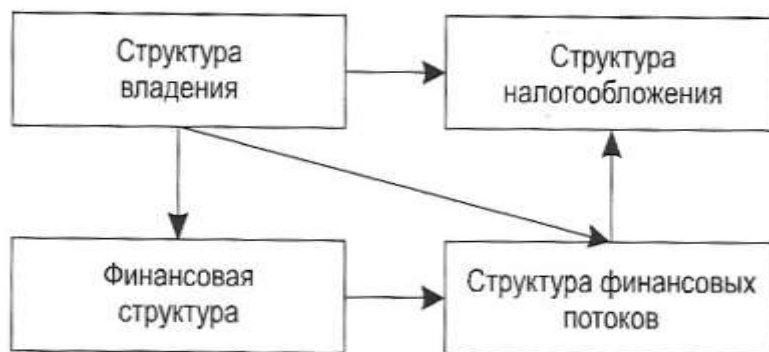 Структура
владения
Структура
налогообложения
Финансовая
структура
Структура финансовых
потоков